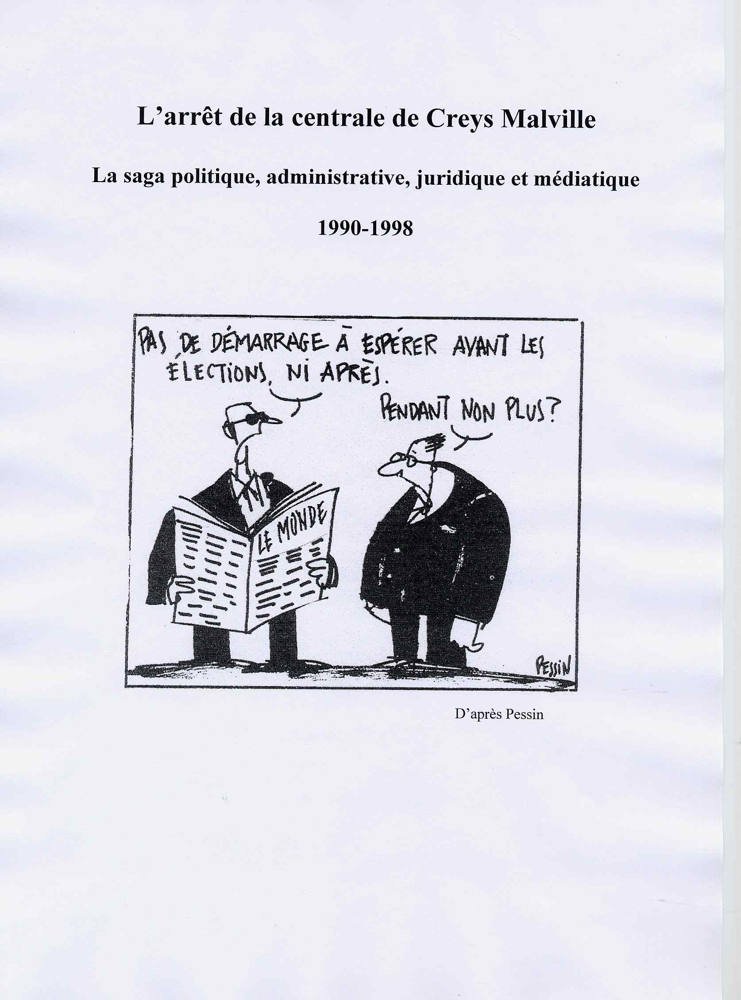 L’arrêt de la centrale de Creys Malville
La saga politique, administrative, juridique et médiatique
1990-1998
PAS DE DÉMARRAGE À ESPÉRER AVANT LES
ÉLECTIONS, NI APRÈS.
PENDANT NON PLUS?
LE MONDE
PESSIN
D’après Pessin